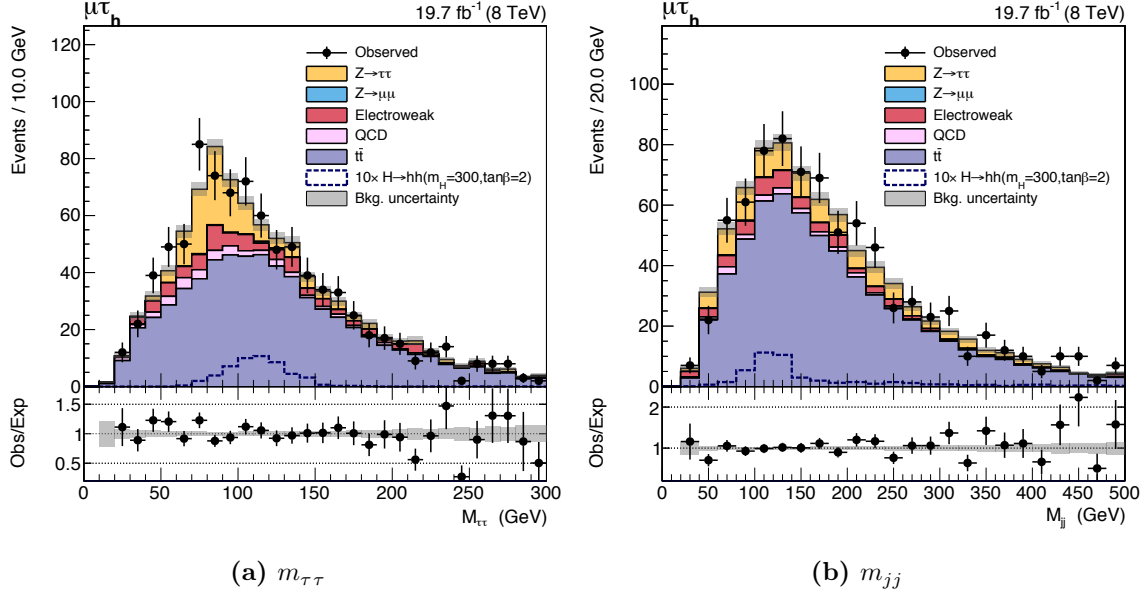 μτh 19.7 fb⁻¹ (8 TeV)
Events / 10.0 GeV
120
100
80
60
40
20
0
Observed
Z→ττ
Z→μμ
Electroweak
QCD
tt̄
10× H→hh(mH=300,tanβ=2)
Bkg. uncertainty
Obs/Exp
1.5
1
0.5
0 50 100 150 200 250 300
Mττ (GeV)
(a) mττ
μτh 19.7 fb⁻¹ (8 TeV)
Events / 20.0 GeV
80
60
40
20
0
Observed
Z→ττ
Z→μμ
Electroweak
QCD
tt̄
10× H→hh(mH=300,tanβ=2)
Bkg. uncertainty
Obs/Exp
2
1
0 50 100 150 200 250 300 350 400 450 500
Mjj (GeV)
(b) mjj